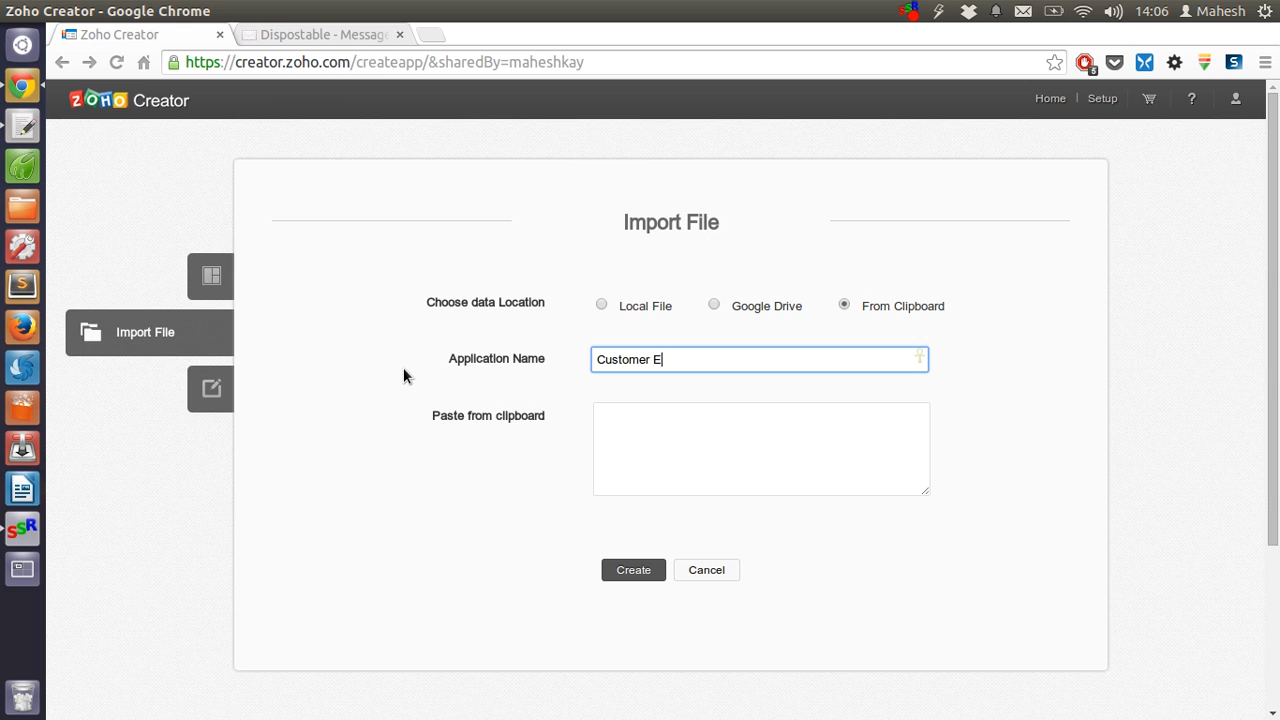 Zoho Creator - Google Chrome
14:06 Mahesh
Zoho Creator
Dispostable - Message
https://creator.zoho.com/createapp/&sharedBy=maheshkay
ZOHO Creator
Home
Setup
?
Import File
Choose data Location
Local File
Google Drive
From Clipboard
Import File
Application Name
Customer E
Paste from clipboard
Create
Cancel